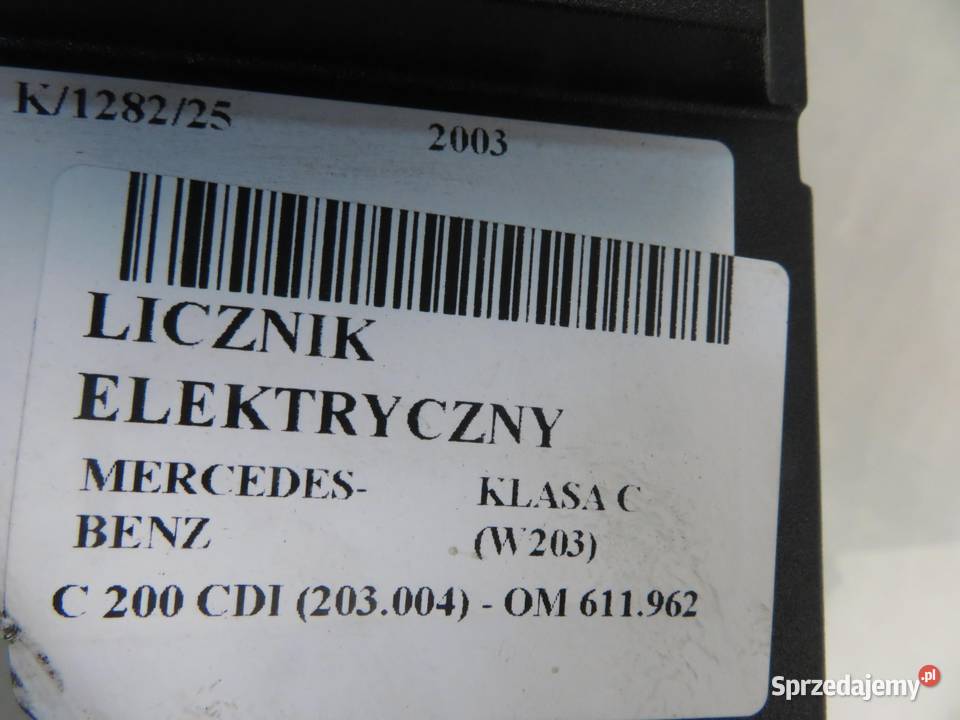 K/1282/25 2003
LICZNIK
ELEKTRYCZNY
MERCEDES- KLASA C
BENZ (W203)
C 200 CDI (203.004) - OM 611.962
Sprzedajemy.pl